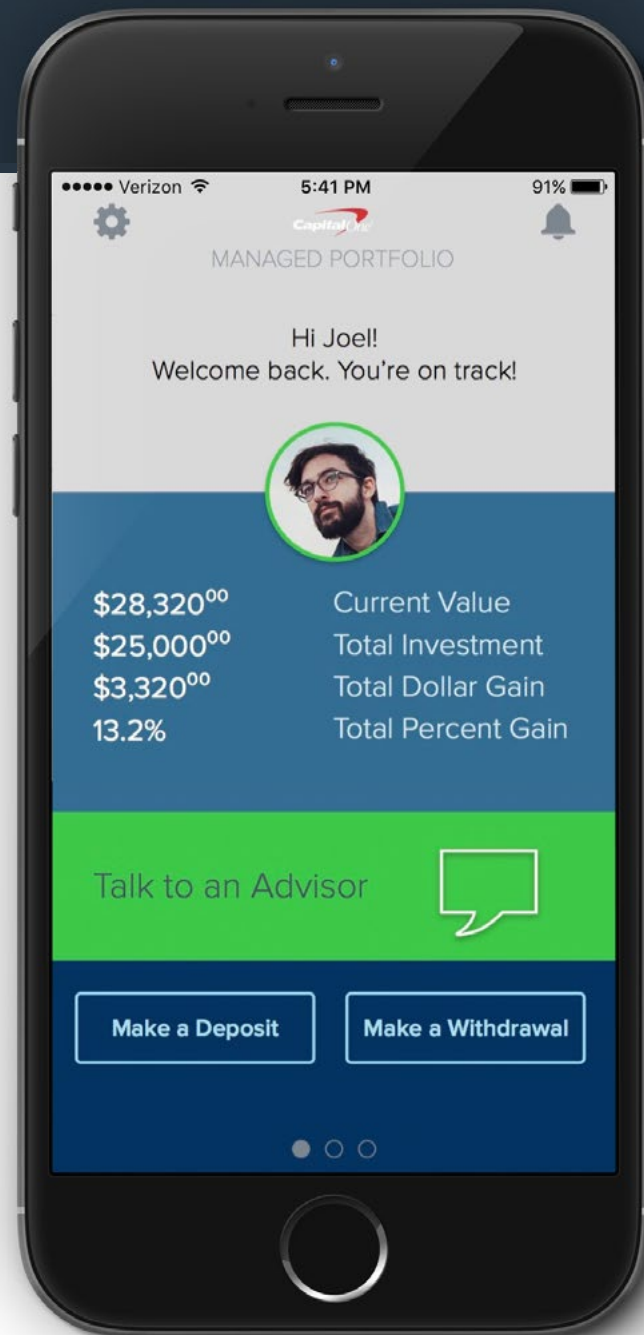 Verizon 5:41 PM 91%
Capital One
MANAGED PORTFOLIO
Hi Joel!
Welcome back. You're on track!
$28,320⁰⁰ Current Value
$25,000⁰⁰ Total Investment
$3,320⁰⁰ Total Dollar Gain
13.2% Total Percent Gain
Talk to an Advisor
Make a Deposit Make a Withdrawal